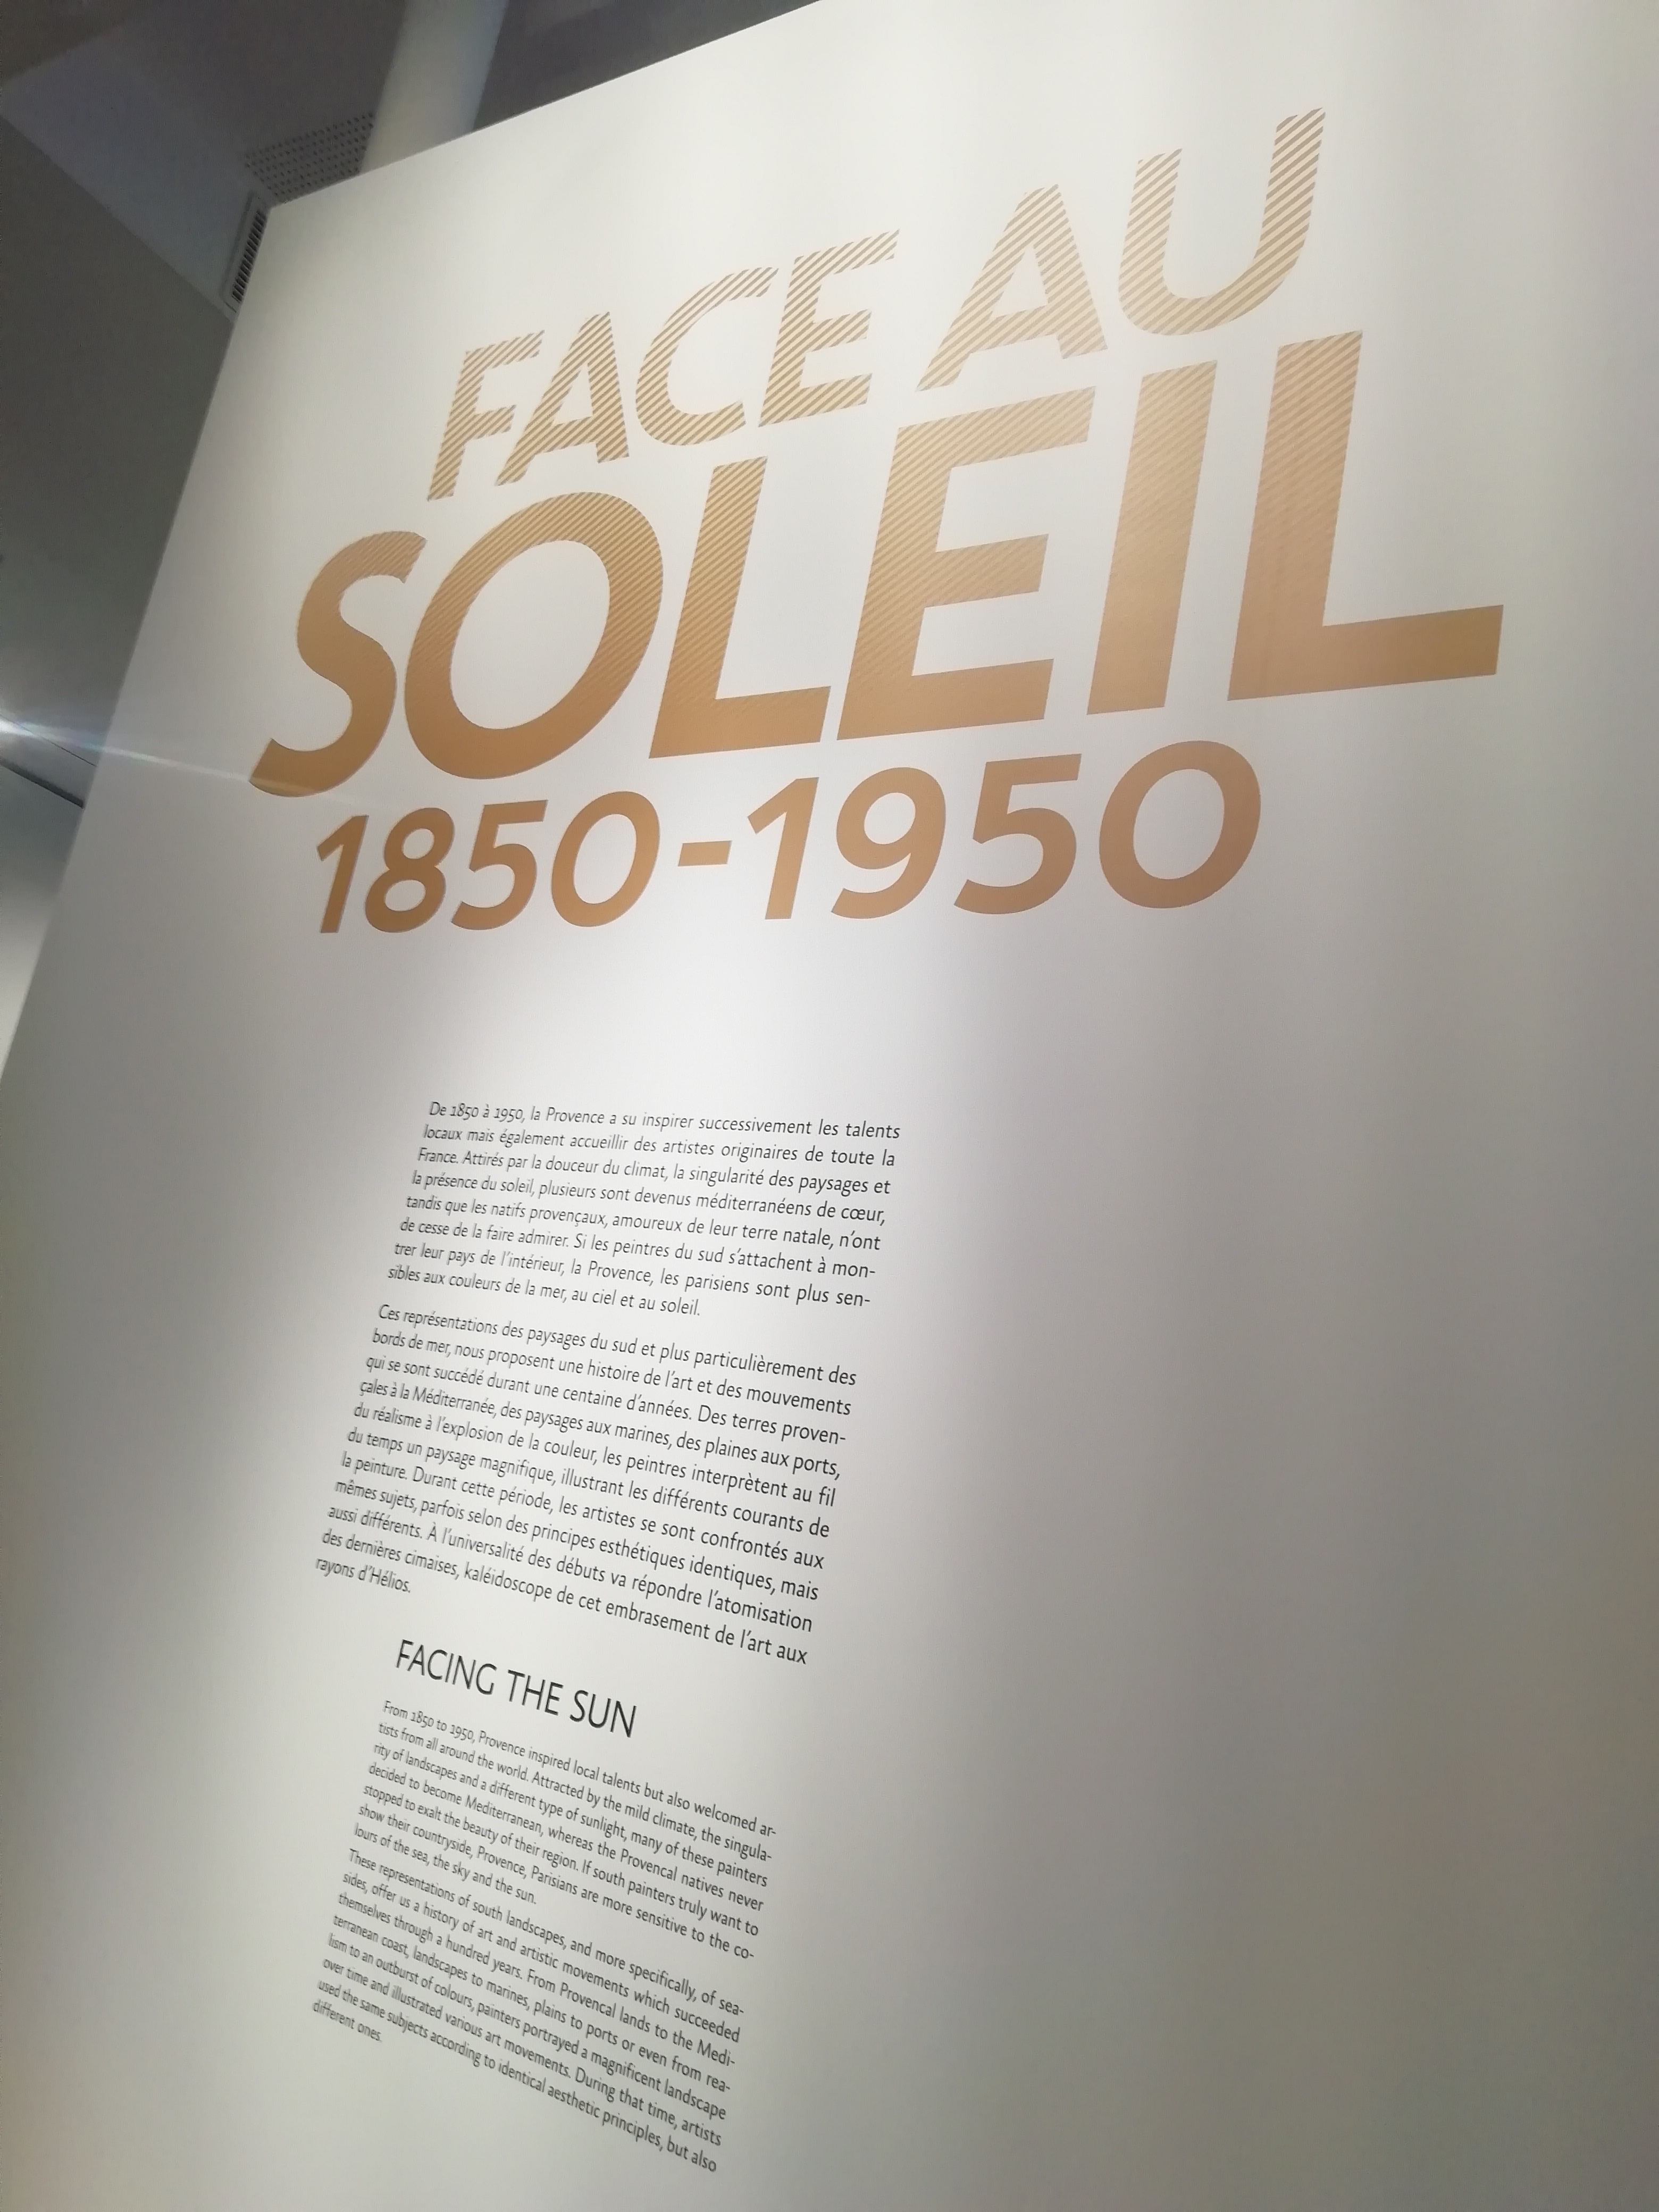 FACE AU
SOLEIL
1850-1950
De 1850 à 1950, la Provence a su inspirer successivement les talents
locaux mais également accueillir des artistes originaires de toute la
France. Attirés par la douceur du climat, la singularité des paysages et
la présence du soleil, plusieurs sont devenus méditerranéens de cœur,
tandis que les natifs provençaux, amoureux de leur terre natale, n'ont
de cesse de la faire admirer. Si les peintres du sud s'attachent à mon-
trer leur pays de l'intérieur, la Provence, les parisiens sont plus sen-
sibles aux couleurs de la mer, au ciel et au soleil.
Ces représentations des paysages du sud et plus particulièrement des
bords de mer, nous proposent une histoire de l'art et des mouvements
qui se sont succédé durant une centaine d'années. Des terres proven-
çales à la Méditerranée, des paysages aux marines, des plaines aux ports,
du réalisme à l'explosion de la couleur, les peintres interprètent au fil
du temps un paysage magnifique, illustrant les différents courants de
la peinture. Durant cette période, les artistes se sont confrontés aux
mêmes sujets, parfois selon des principes esthétiques identiques, mais
aussi différents. À l'universalité des débuts va répondre l'atomisation
des dernières cimaises, kaléidoscope de cet embrasement de l'art aux
rayons d'Hélios.
FACING THE SUN
From 1850 to 1950, Provence inspired local talents but also welcomed ar-
tists from all around the world. Attracted by the mild climate, the singula-
rity of landscapes and a different type of sunlight, many of these painters
decided to become Mediterranean, whereas the Provencal natives never
stopped to exalt the beauty of their region. If south painters truly want to
show their countryside, Provence, Parisians are more sensitive to the co-
lours of the sea, the sky and the sun.
These representations of south landscapes, and more specifically, of sea-
sides, offer us a history of art and artistic movements which succeeded
themselves through a hundred years. From Provencal lands to the Medi-
terranean coast, landscapes to marines, plains to ports or even from rea-
lism to an outburst of colours, painters portrayed a magnificent landscape
over time and illustrated various art movements. During that time, artists
used the same subjects according to identical aesthetic principles, but also
different ones.